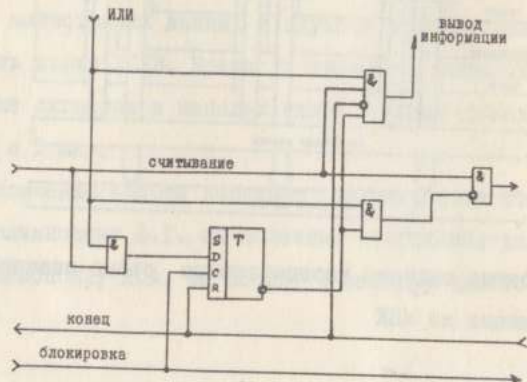 ИЛИ
вывод
информации
&
считывание
&
&
&
S T
D
C
R
конец
блокировка